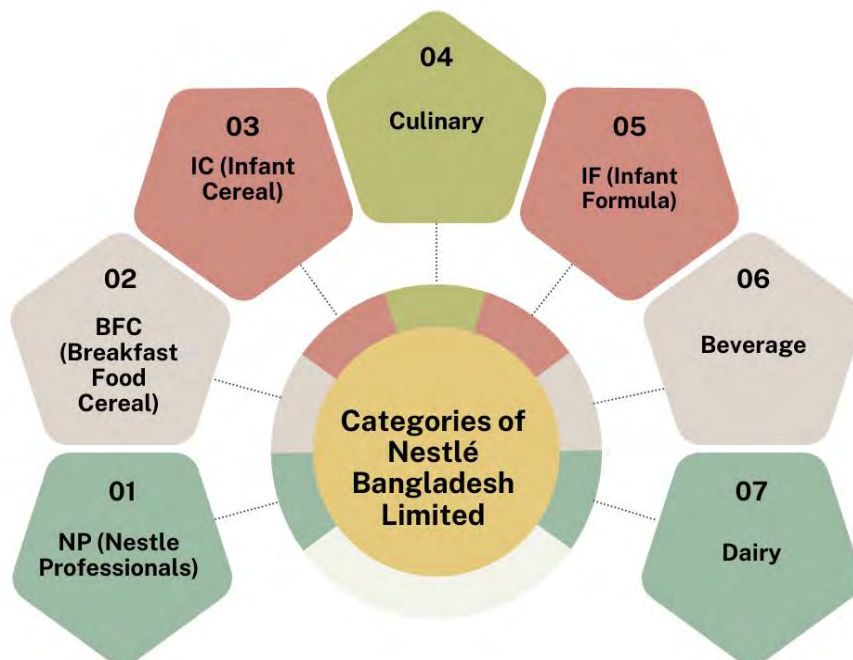 01
NP (Nestle
Professionals)
02
BFC
(Breakfast
Food
Cereal)
03
IC (Infant
Cereal)
04
Culinary
05
IF (Infant
Formula)
06
Beverage
07
Dairy
Categories of
Nestlé
Bangladesh
Limited